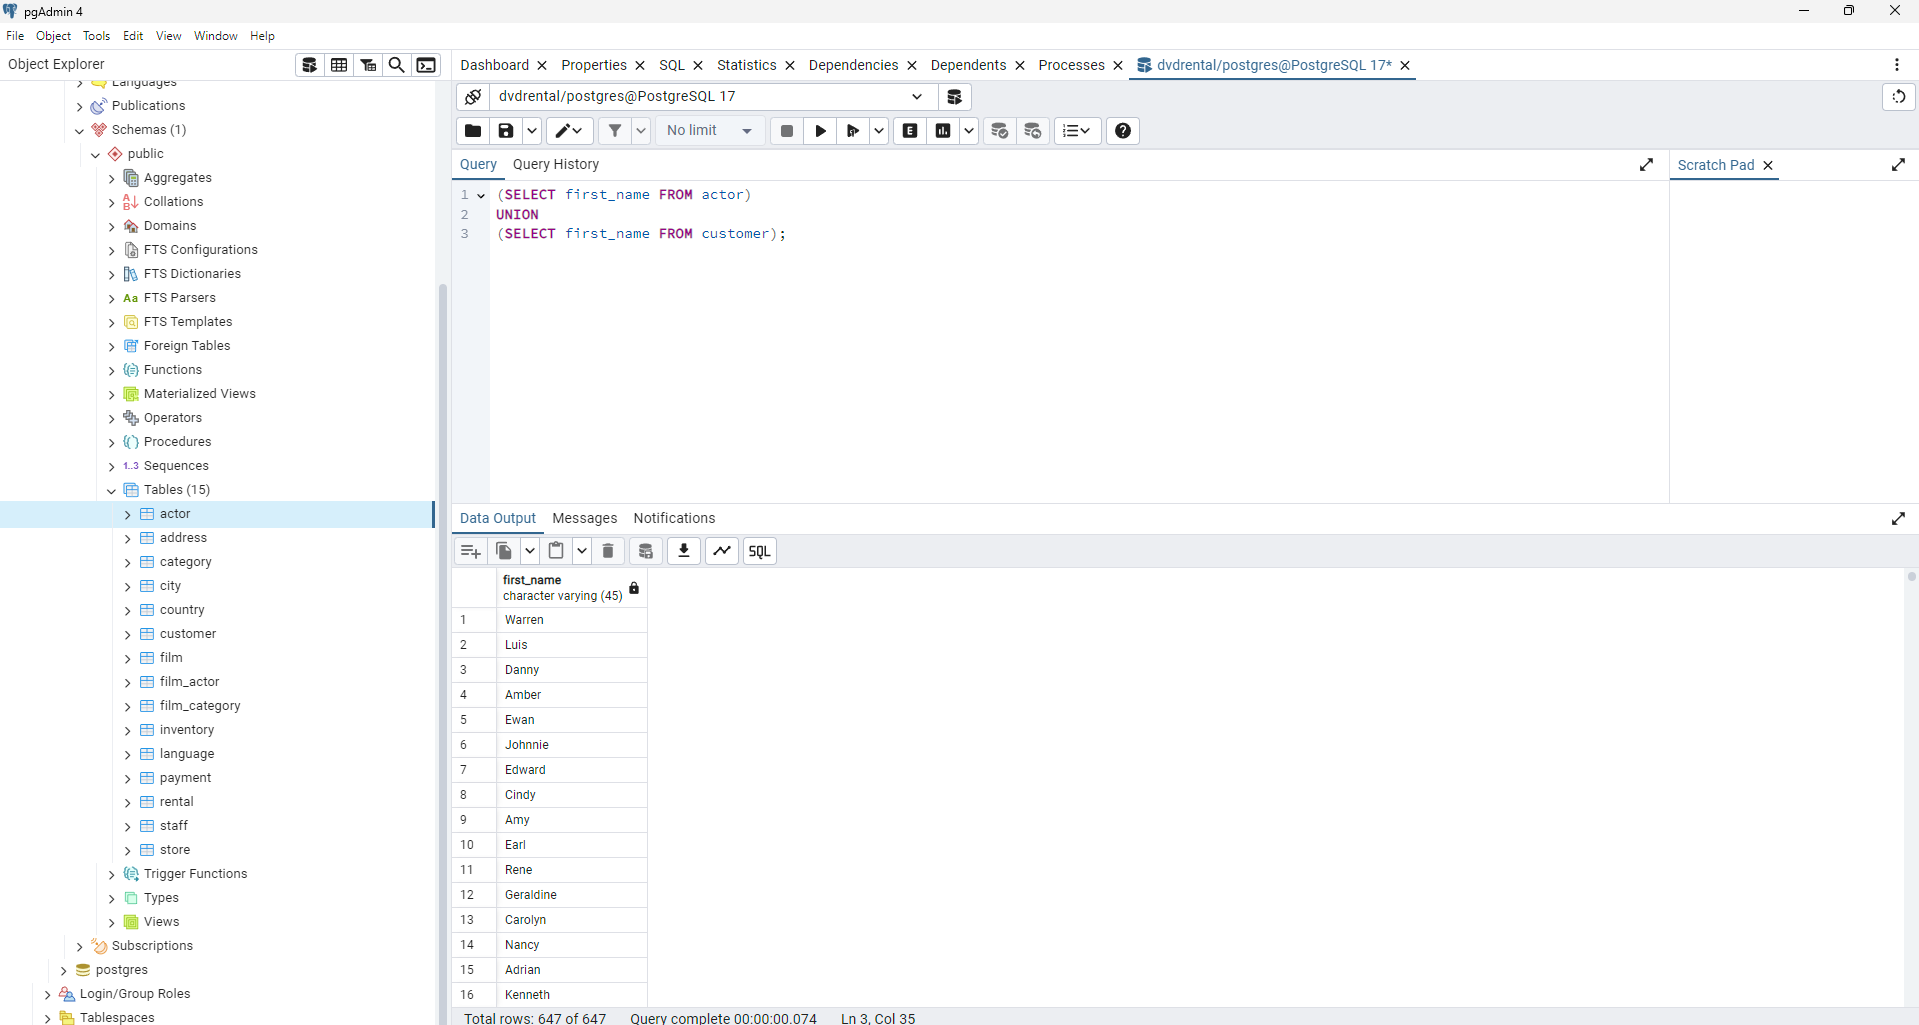 pgAdmin 4
File Object Tools Edit View Window Help
Object Explorer
Languages
Publications
Schemas (1)
public
Aggregates
Collations
Domains
FTS Configurations
FTS Dictionaries
Aa FTS Parsers
FTS Templates
Foreign Tables
Functions
Materialized Views
Operators
Procedures
1..3 Sequences
Tables (15)
actor
address
category
city
country
customer
film
film_actor
film_category
inventory
language
payment
rental
staff
store
Trigger Functions
Types
Views
Subscriptions
postgres
Login/Group Roles
Tablespaces
Dashboard Properties SQL Statistics Dependencies Dependents Processes dvdrental/postgres@PostgreSQL 17*
dvdrental/postgres@PostgreSQL 17
No limit E
Query Query History
Scratch Pad
1 (SELECT first_name FROM actor)
2 UNION
3 (SELECT first_name FROM customer);
Data Output Messages Notifications
SQL
first_name
character varying (45)
1 Warren
2 Luis
3 Danny
4 Amber
5 Ewan
6 Johnnie
7 Edward
8 Cindy
9 Amy
10 Earl
11 Rene
12 Geraldine
13 Carolyn
14 Nancy
15 Adrian
16 Kenneth
Total rows: 647 of 647 Query complete 00:00:00.074 Ln 3, Col 35